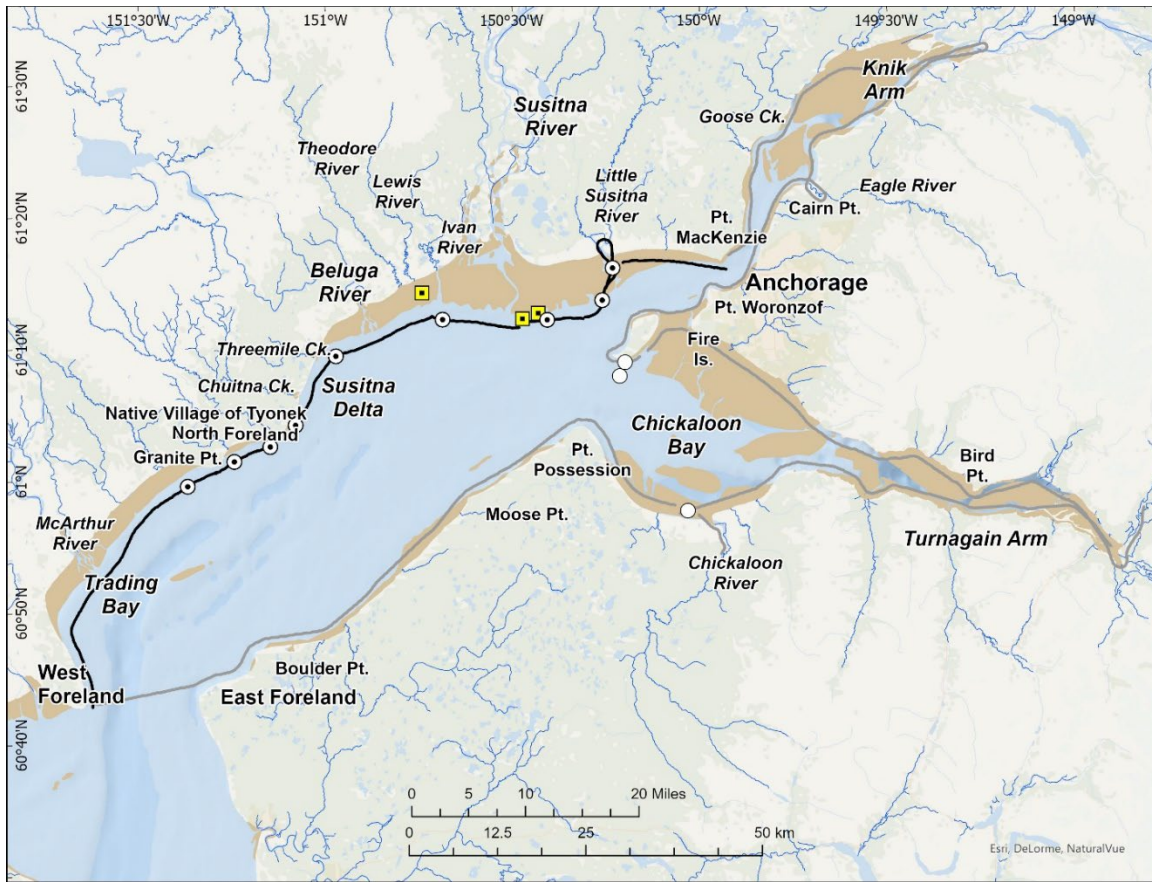 151°30'W
151°W
150°30'W
150°W
149°30'W
149°W
61°30'N
61°20'N
61°10'N
61°N
60°50'N
60°40'N
Knik
Arm
Goose Ck.
Susitna
River
Theodore
River
Lewis
River
Little
Susitna
River
Eagle River
Cairn Pt.
Pt.
MacKenzie
Ivan
River
Beluga
River
Anchorage
Pt. Woronzof
Fire
Is.
Threemile Ck.
Chuitna Ck.
Susitna
Delta
Native Village of Tyonek
North Foreland
Granite Pt.
Chickaloon
Bay
Pt.
Possession
Bird
Pt.
Moose Pt.
McArthur
River
Turnagain Arm
Chickaloon
River
Trading
Bay
West
Foreland
Boulder Pt.
East Foreland
0 5 10 20 Miles
0 12.5 25 50 km
Esri, DeLorme, NaturalVue